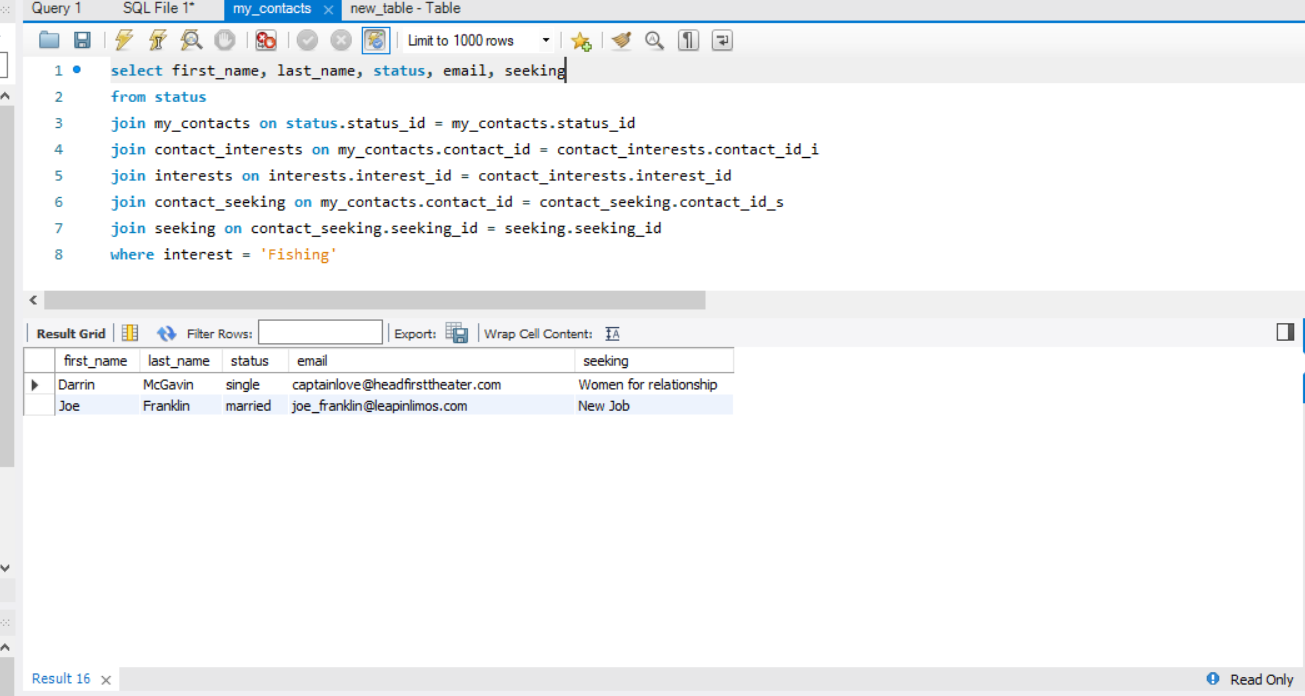 Query 1 SQL File 1* my_contacts new_table - Table
Limit to 1000 rows
1 select first_name, last_name, status, email, seeking
2 from status
3 join my_contacts on status.status_id = my_contacts.status_id
4 join contact_interests on my_contacts.contact_id = contact_interests.contact_id_i
5 join interests on interests.interest_id = contact_interests.interest_id
6 join contact_seeking on my_contacts.contact_id = contact_seeking.contact_id_s
7 join seeking on contact_seeking.seeking_id = seeking.seeking_id
8 where interest = 'Fishing'
Result Grid Filter Rows: Export: Wrap Cell Content: IA
first_name last_name status email seeking
Darrin McGavin single captainlove@headfirsttheater.com Women for relationship
Joe Franklin married joe_franklin@leapinlimos.com New Job
Result 16 Read Only